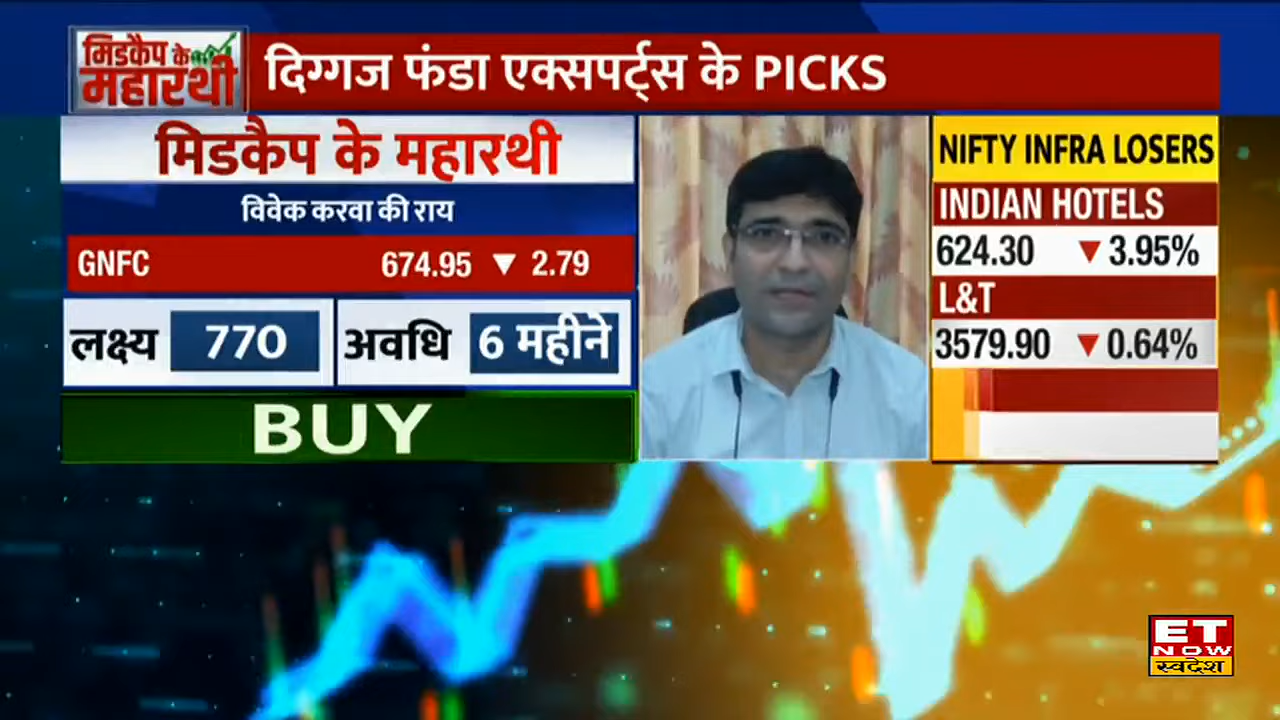 मिडकैप के
महारथी
दिग्गज फंडा एक्सपर्ट्स के PICKS
मिडकैप के महारथी
विवेक करवा की राय
GNFC 674.95 ▼ 2.79
लक्ष्य 770 अवधि 6 महीने
BUY
NIFTY INFRA LOSERS
INDIAN HOTELS
624.30 ▼ 3.95%
L&T
3579.90 ▼ 0.64%
ET
NOW
स्वदेश